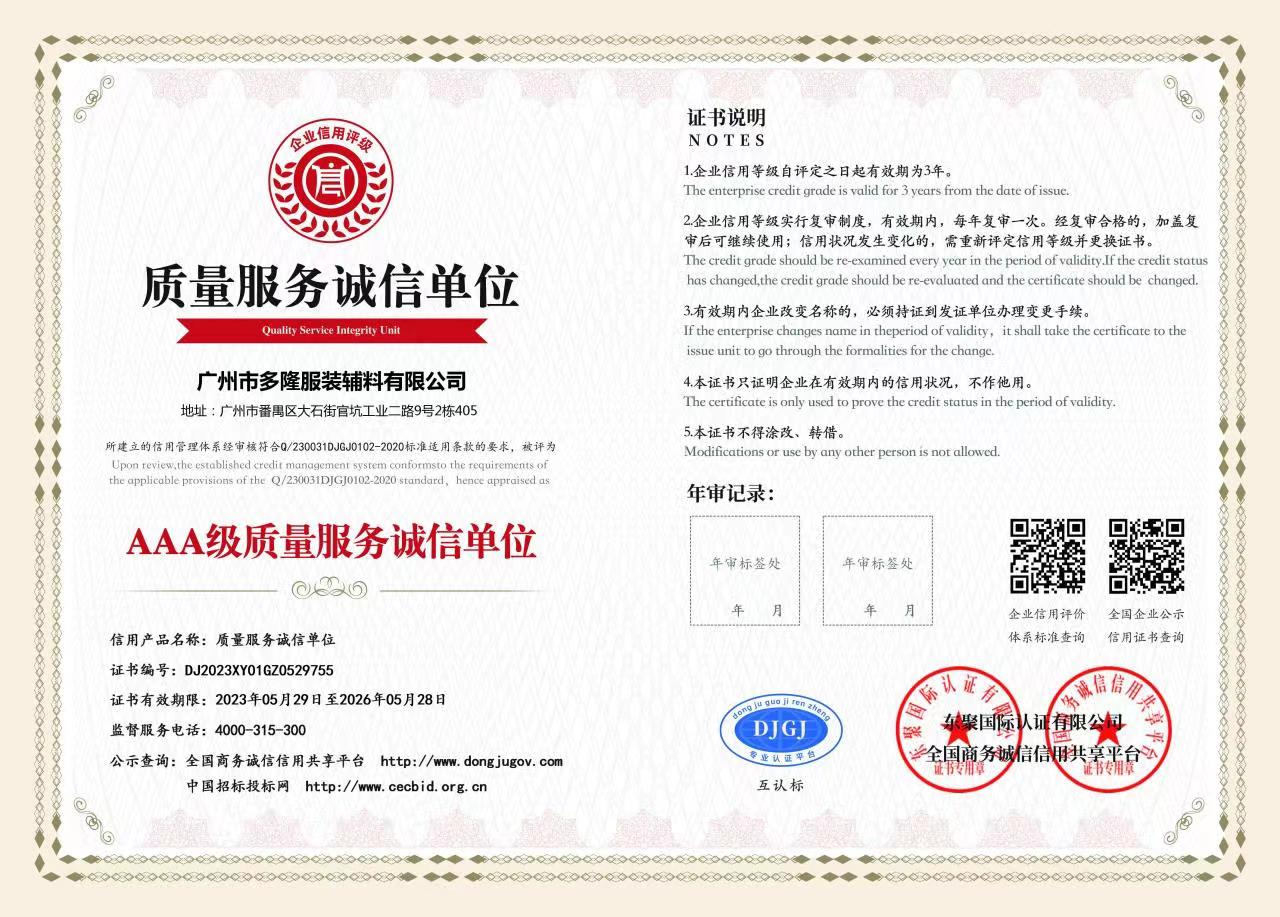 企业信用评级
质量服务诚信单位
Quality Service Integrity Unit
广州市多隆服装辅料有限公司
地址：广州市番禺区大石街官坑工业二路9号2栋405
所建立的信用管理体系经审核符合Q/230031DJGJ0102-2020标准适用条款的要求，被评为
Upon review,the established credit management system conformsto the requirements of
the applicable provisions of the Q/230031DJGJ0102-2020 standard，hence appraised as
AAA级质量服务诚信单位
信用产品名称：质量服务诚信单位
证书编号：DJ2023XY01GZ0529755
证书有效期限：2023年05月29日至2026年05月28日
监督服务电话：4000-315-300
公示查询：全国商务诚信信用共享平台 http://www.dongjugov.com
中国招标投标网 http://www.cecbid.org.cn
证书说明
NOTES
1.企业信用等级自评定之日起有效期为3年。
The enterprise credit grade is valid for 3 years from the date of issue.
2.企业信用等级实行复审制度，有效期内，每年复审一次。经复审合格的，加盖复
审后可继续使用；信用状况发生变化的，需重新评定信用等级并更换证书。
The credit grade should be re-examined every year in the period of validity.If the credit status
has changed,the credit grade should be re-evaluated and the certificate should be changed.
3.有效期内企业改变名称的，必须持证到发证单位办理变更手续。
If the enterprise changes name in theperiod of validity，it shall take the certificate to the
issue unit to go through the formalities for the change.
4.本证书只证明企业在有效期内的信用状况，不作他用。
The certificate is only used to prove the credit status in the period of validity.
5.本证书不得涂改、转借。
Modifications or use by any other person is not allowed.
年审记录：
年审标签处
年 月
年审标签处
年 月
企业信用评价
体系标准查询
全国企业公示
信用证书查询
dong ju guo ji ren zheng
DJGJ
专业认证平台
互认标
东聚国际认证有限公司
证书专用章
全国商务诚信信用共享平台
证书专用章
东聚国际认证有限公司
全国商务诚信信用共享平台